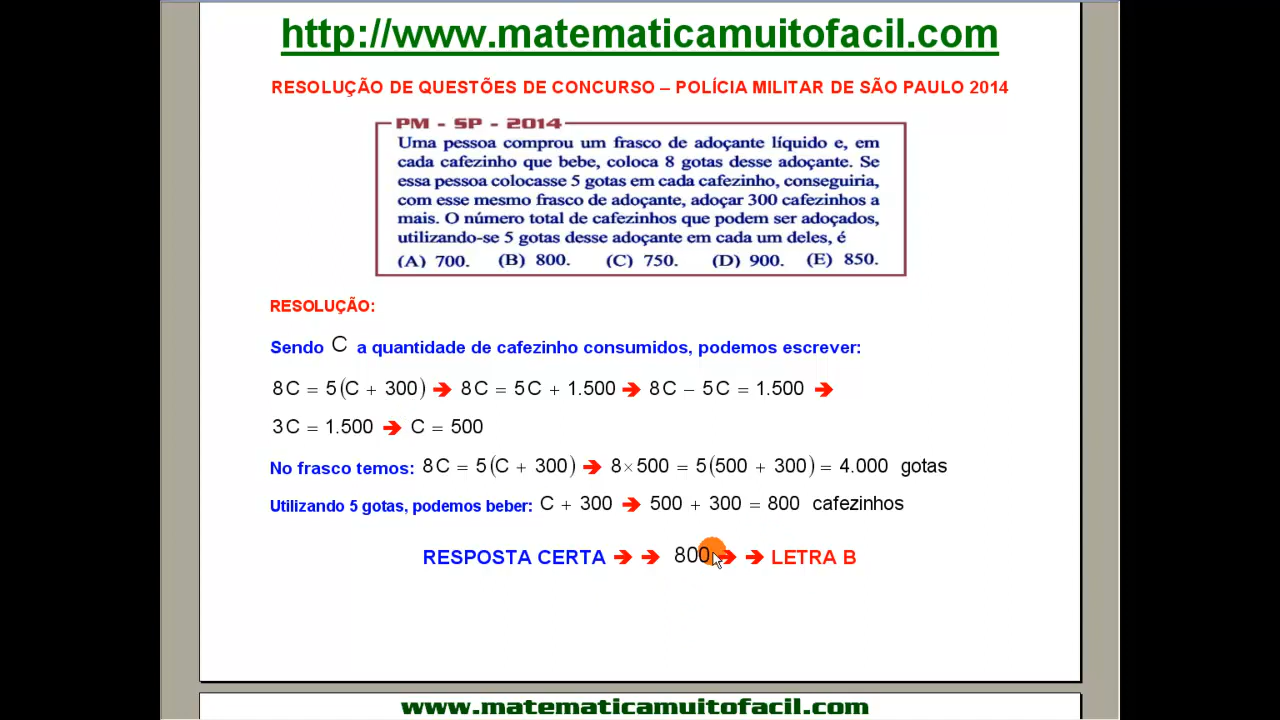 http://www.matematicamuitofacil.com
RESOLUÇÃO DE QUESTÕES DE CONCURSO – POLÍCIA MILITAR DE SÃO PAULO 2014
PM - SP - 2014
Uma pessoa comprou um frasco de adoçante líquido e, em
cada cafezinho que bebe, coloca 8 gotas desse adoçante. Se
essa pessoa colocasse 5 gotas em cada cafezinho, conseguiria,
com esse mesmo frasco de adoçante, adoçar 300 cafezinhos a
mais. O número total de cafezinhos que podem ser adoçados,
utilizando-se 5 gotas desse adoçante em cada um deles, é
(A) 700. (B) 800. (C) 750. (D) 900. (E) 850.
RESOLUÇÃO:
Sendo C a quantidade de cafezinho consumidos, podemos escrever:
8C = 5(C + 300) ➔ 8C = 5C + 1.500 ➔ 8C − 5C = 1.500 ➔
3C = 1.500 ➔ C = 500
No frasco temos: 8C = 5(C + 300) ➔ 8×500 = 5(500 + 300) = 4.000 gotas
Utilizando 5 gotas, podemos beber: C + 300 ➔ 500 + 300 = 800 cafezinhos
RESPOSTA CERTA ➔ ➔ 800 ➔ ➔ LETRA B
www.matematicamuitofacil.com